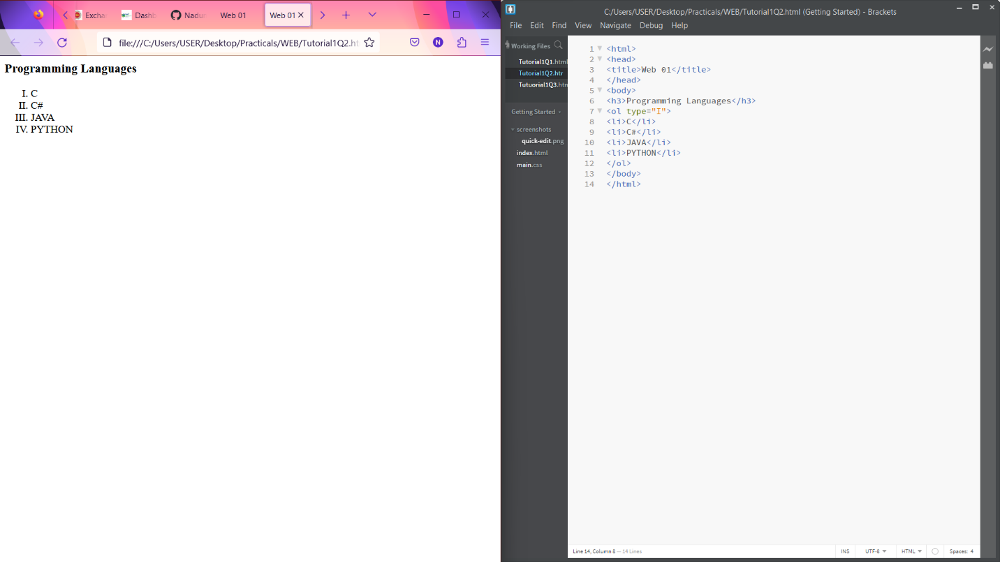 Excha
Dashb
Nadun
Web 01
Web 01
file:///C:/Users/USER/Desktop/Practicals/WEB/Tutorial1Q2.ht
N
Programming Languages
I. C
II. C#
III. JAVA
IV. PYTHON
C:/Users/USER/Desktop/Practicals/WEB/Tutorial1Q2.html (Getting Started) - Brackets
File Edit Find View Navigate Debug Help
Working Files
Tutorial1Q1.html
Tutorial1Q2.htr
Tutuorial1Q3.htm
Getting Started
screenshots
quick-edit.png
index.html
main.css
1 <html>
2 <head>
3 <title>Web 01</title>
4 </head>
5 <body>
6 <h3>Programming Languages</h3>
7 <ol type="I">
8 <li>C</li>
9 <li>C#</li>
10 <li>JAVA</li>
11 <li>PYTHON</li>
12 </ol>
13 </body>
14 </html>
Line 14, Column 8 — 14 Lines
INS UTF-8 HTML Spaces: 4